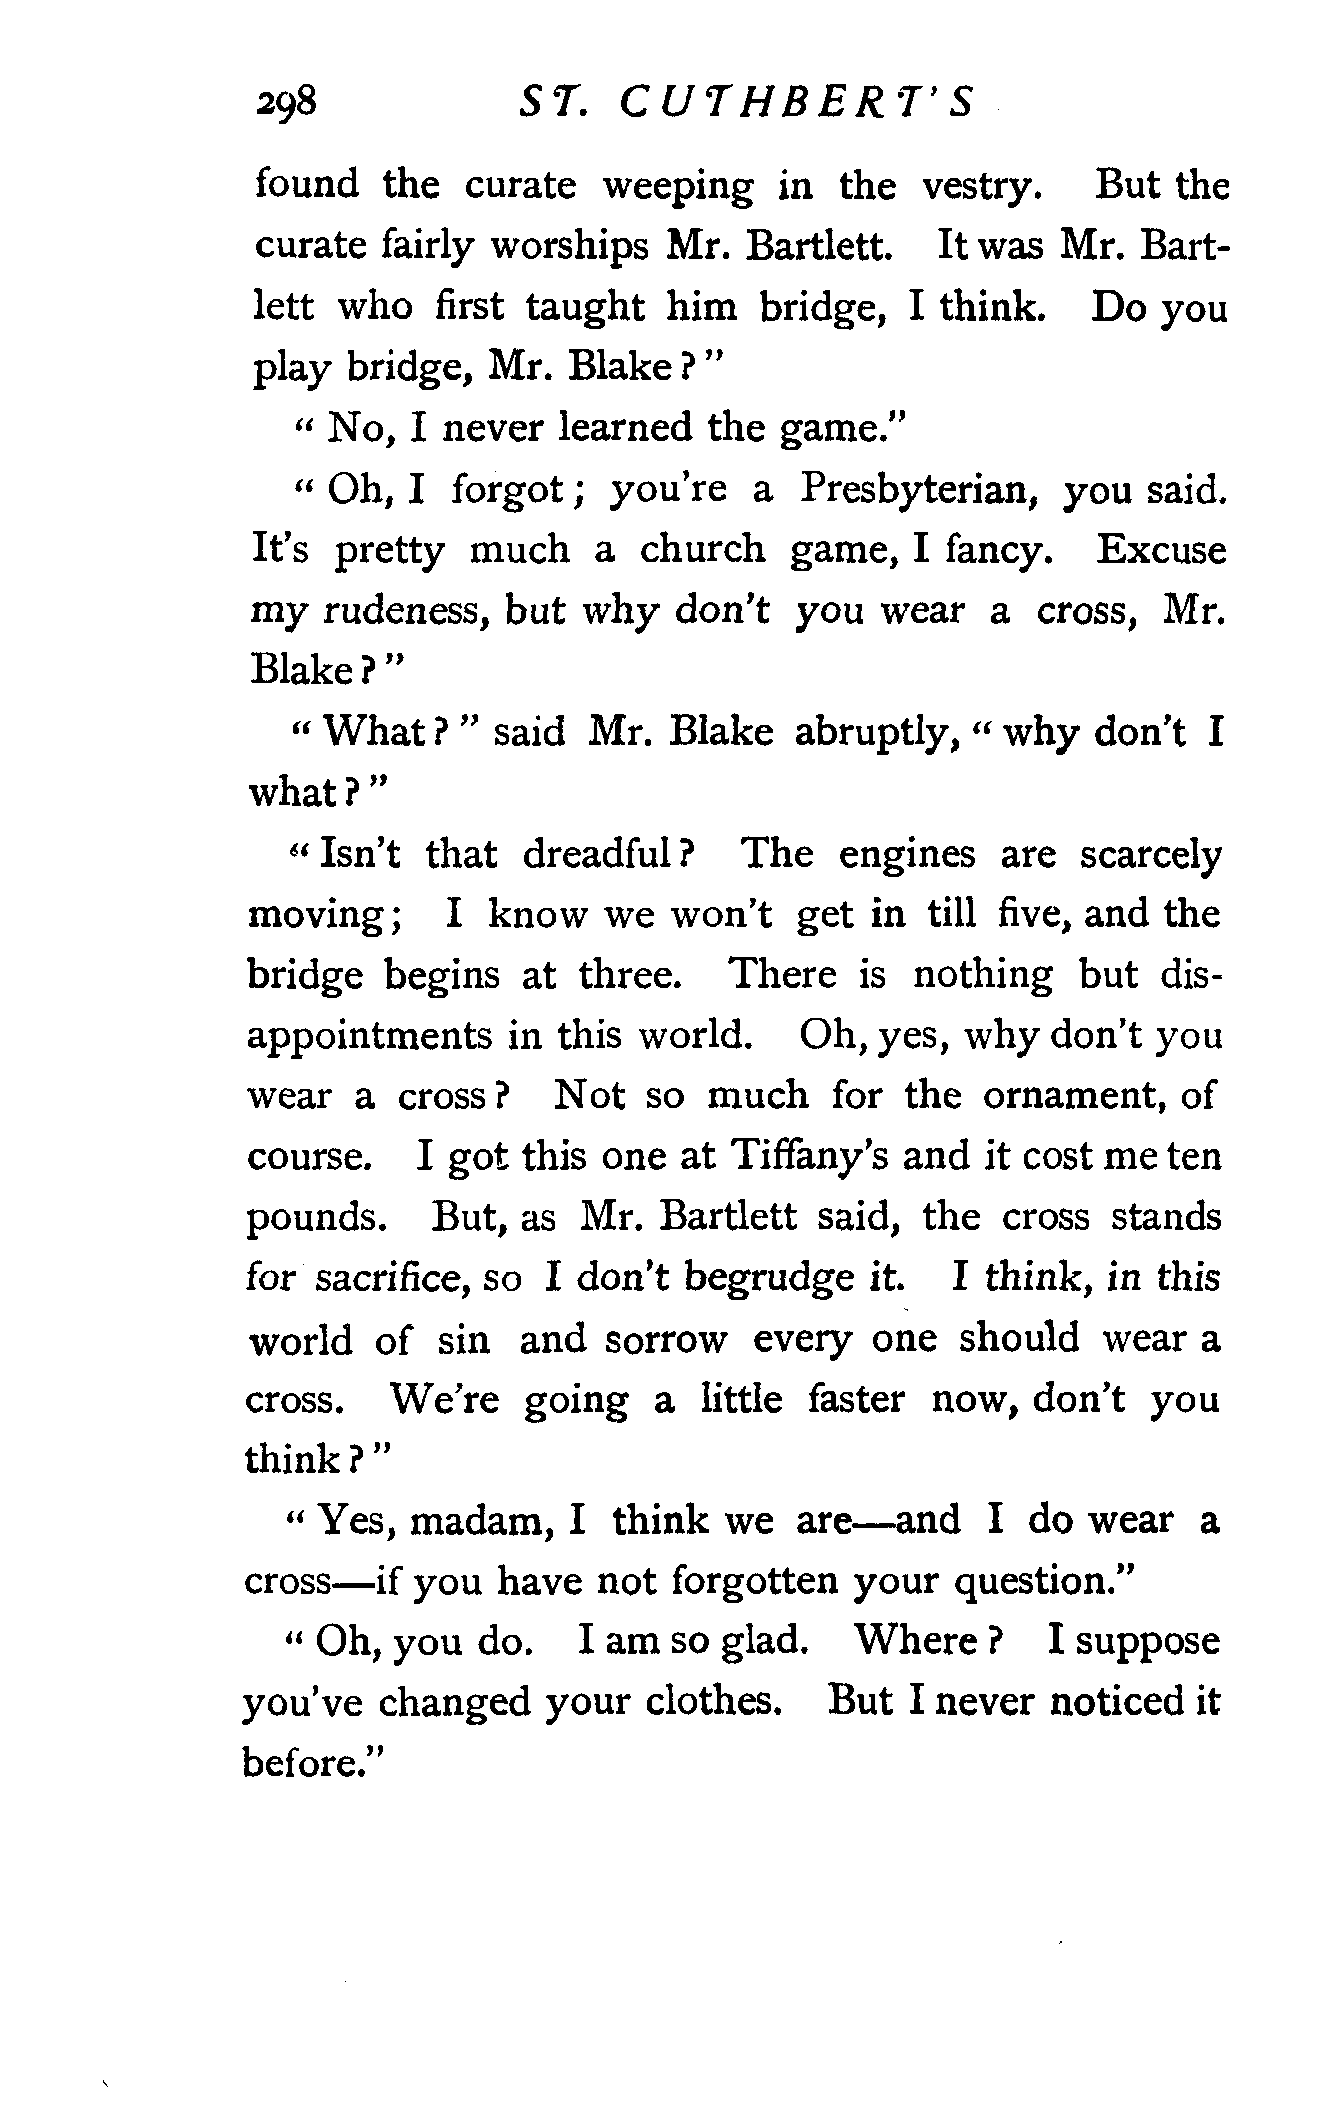 298 ST. CUTHBERT'S
found the curate weeping in the vestry. But the
curate fairly worships Mr. Bartlett. It was Mr. Bart-
lett who first taught him bridge, I think. Do you
play bridge, Mr. Blake?"
"No, I never learned the game."
"Oh, I forgot; you're a Presbyterian, you said.
It's pretty much a church game, I fancy. Excuse
my rudeness, but why don't you wear a cross, Mr.
Blake?"
"What?" said Mr. Blake abruptly, "why don't I
what?"
"Isn't that dreadful? The engines are scarcely
moving; I know we won't get in till five, and the
bridge begins at three. There is nothing but dis-
appointments in this world. Oh, yes, why don't you
wear a cross? Not so much for the ornament, of
course. I got this one at Tiffany's and it cost me ten
pounds. But, as Mr. Bartlett said, the cross stands
for sacrifice, so I don't begrudge it. I think, in this
world of sin and sorrow every one should wear a
cross. We're going a little faster now, don't you
think?"
"Yes, madam, I think we are—and I do wear a
cross—if you have not forgotten your question."
"Oh, you do. I am so glad. Where? I suppose
you've changed your clothes. But I never noticed it
before."